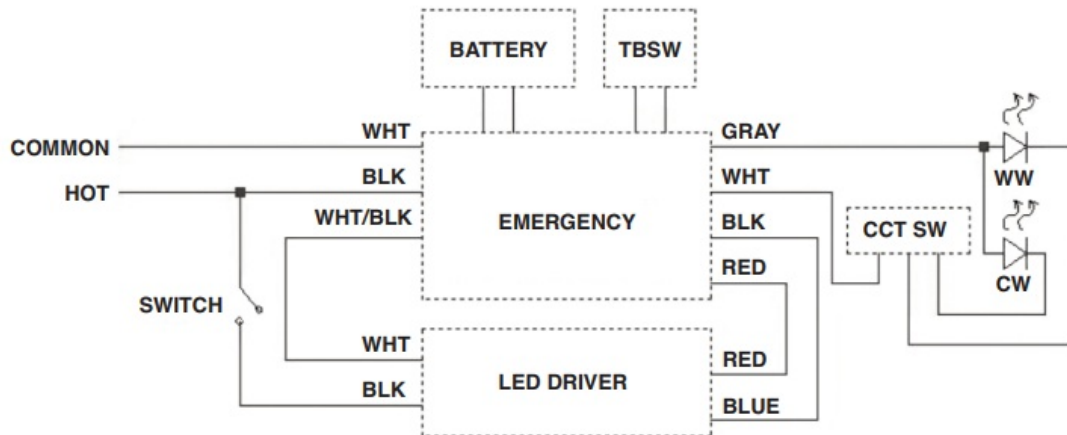 BATTERY
TBSW
COMMON
WHT
GRAY
HOT
BLK
WHT
WW
WHT/BLK
EMERGENCY
BLK
CCT SW
RED
CW
SWITCH
WHT
LED DRIVER
RED
BLK
BLUE